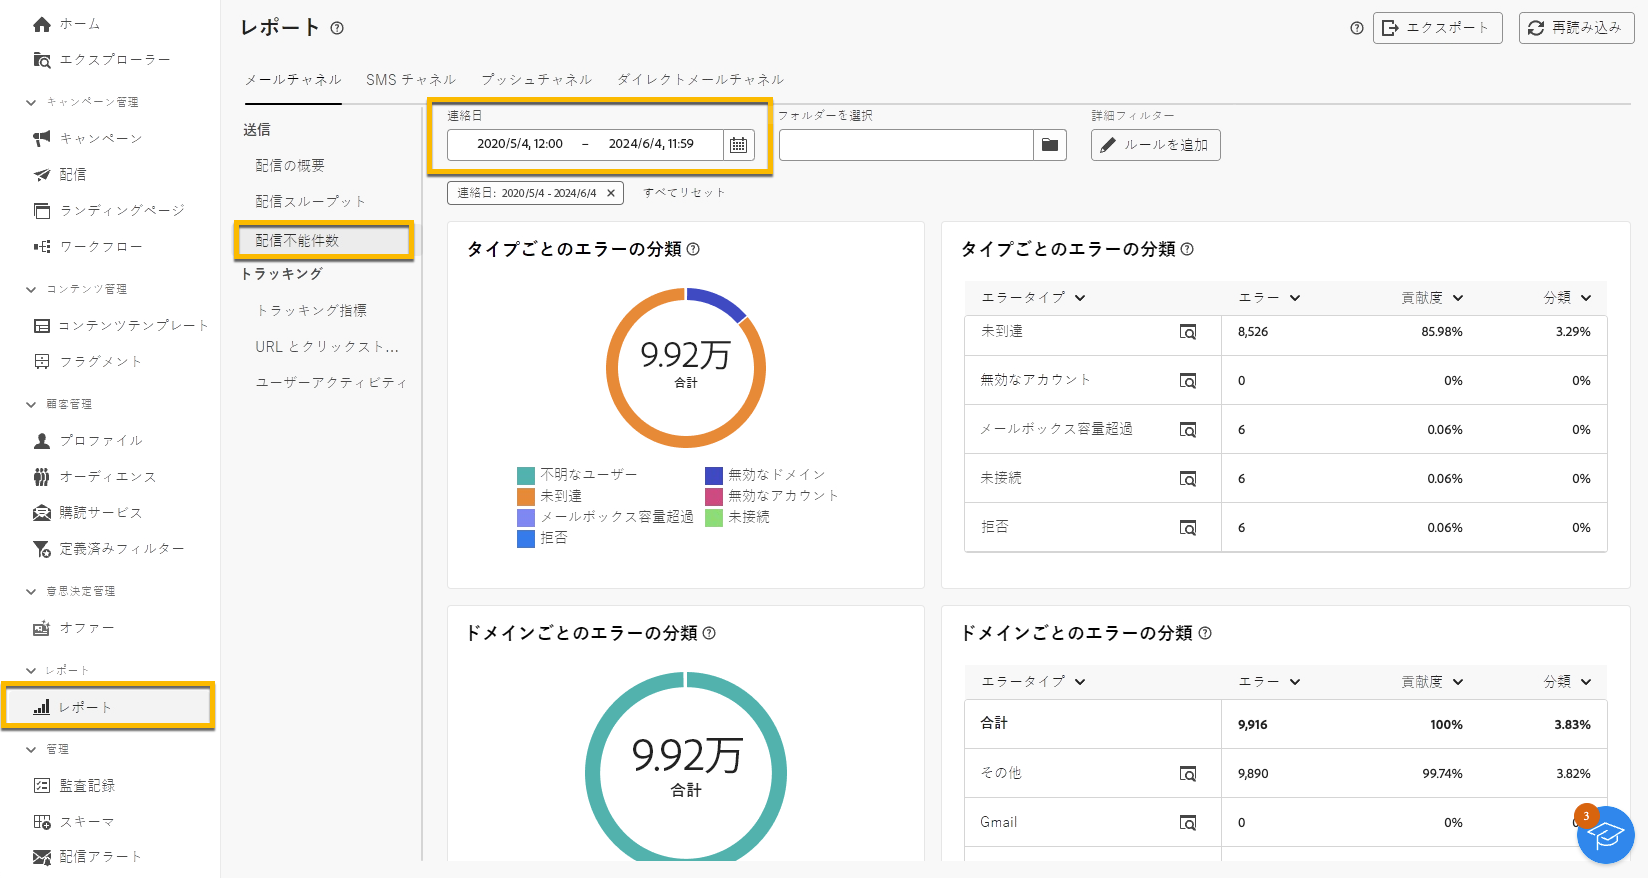 ホーム
エクスプローラー
キャンペーン管理
キャンペーン
配信
ランディングページ
ワークフロー
コンテンツ管理
コンテンツテンプレート
フラグメント
顧客管理
プロファイル
オーディエンス
購読サービス
定義済みフィルター
意思決定管理
オファー
レポート
レポート
管理
監査記録
スキーマ
配信アラート
レポート
エクスポート
再読み込み
メールチャネル SMS チャネル プッシュチャネル ダイレクトメールチャネル
送信
配信の概要
配信スループット
配信不能件数
トラッキング
トラッキング指標
URL とクリックスト...
ユーザーアクティビティ
連絡日
2020/5/4, 12:00 – 2024/6/4, 11:59
フォルダーを選択
詳細フィルター
ルールを追加
連絡日: 2020/5/4 - 2024/6/4 すべてリセット
タイプごとのエラーの分類
9.92万
合計
不明なユーザー 無効なドメイン
未到達 無効なアカウント
メールボックス容量超過 未接続
拒否
タイプごとのエラーの分類
エラータイプ エラー 貢献度 分類
未到達 8,526 85.98% 3.29%
無効なアカウント 0 0% 0%
メールボックス容量超過 6 0.06% 0%
未接続 6 0.06% 0%
拒否 6 0.06% 0%
ドメインごとのエラーの分類
9.92万
合計
ドメインごとのエラーの分類
エラータイプ エラー 貢献度 分類
合計 9,916 100% 3.83%
その他 9,890 99.74% 3.82%
Gmail 0 0%
3